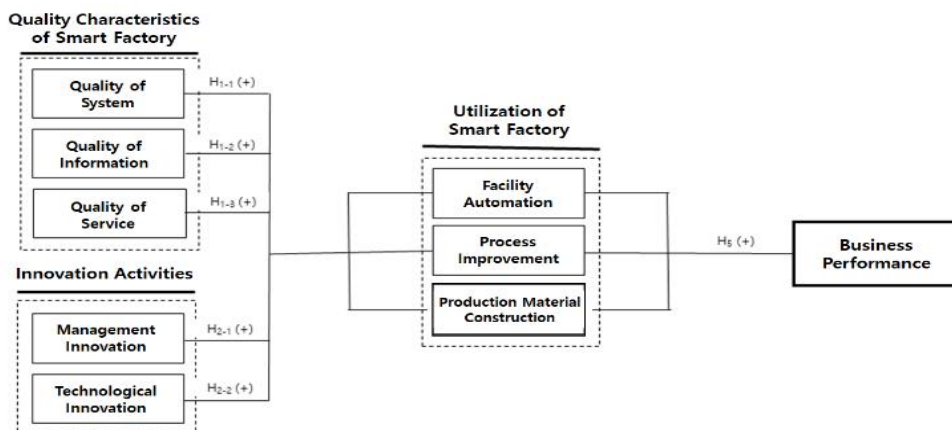 Quality Characteristics
of Smart Factory
Quality of
System
H1-1 (+)
Quality of
Information
H1-2 (+)
Quality of
Service
H1-3 (+)
Innovation Activities
Management
Innovation
H2-1 (+)
Technological
Innovation
H2-2 (+)
Utilization of
Smart Factory
Facility
Automation
Process
Improvement
Production Material
Construction
H5 (+)
Business
Performance